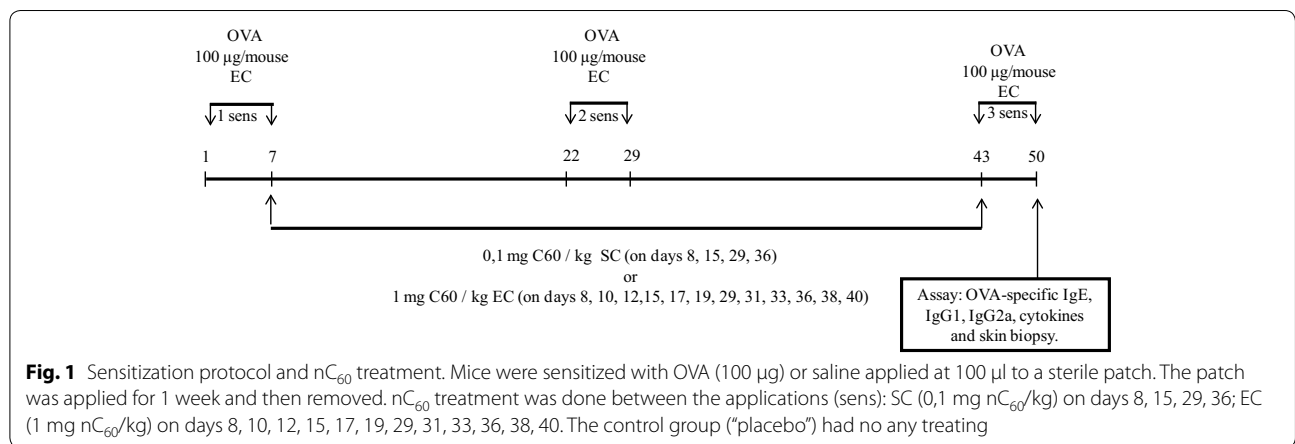 OVA
100 µg/mouse
EC
1 sens
OVA
100 µg/mouse
EC
2 sens
OVA
100 µg/mouse
EC
3 sens
1 7 22 29 43 50
0,1 mg C60 / kg SC (on days 8, 15, 29, 36)
or
1 mg C60 / kg EC (on days 8, 10, 12,15, 17, 19, 29, 31, 33, 36, 38, 40)
Assay: OVA-specific IgE,
IgG1, IgG2a, cytokines
and skin biopsy.
Fig. 1 Sensitization protocol and nC60 treatment. Mice were sensitized with OVA (100 µg) or saline applied at 100 µl to a sterile patch. The patch
was applied for 1 week and then removed. nC60 treatment was done between the applications (sens): SC (0,1 mg nC60/kg) on days 8, 15, 29, 36; EC
(1 mg nC60/kg) on days 8, 10, 12, 15, 17, 19, 29, 31, 33, 36, 38, 40. The control group (“placebo”) had no any treating